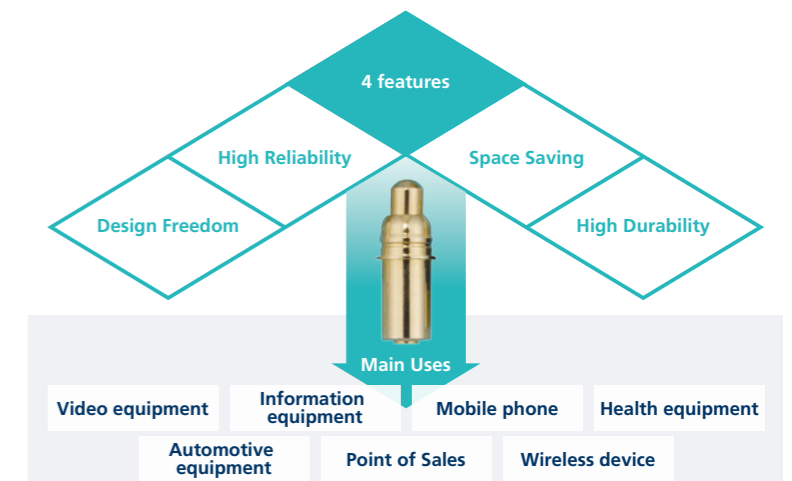 4 features
High Reliability
Space Saving
Design Freedom
High Durability
Main Uses
Video equipment
Information
equipment
Mobile phone
Health equipment
Automotive
equipment
Point of Sales
Wireless device